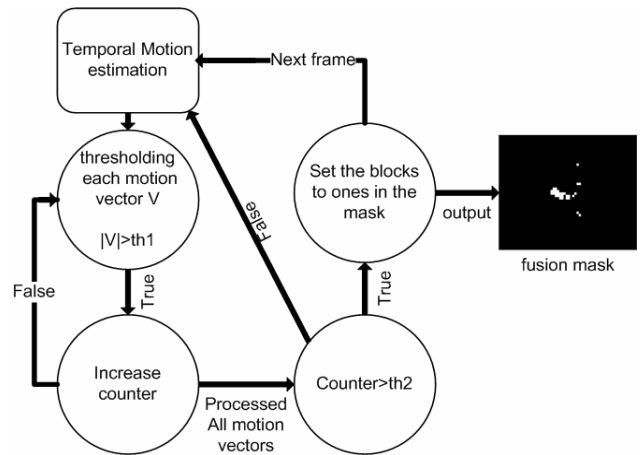 Temporal Motion
estimation
Next frame
thresholding
each motion
vector V
|V|>th1
Set the blocks
to ones in the
mask
output
fusion mask
False
False
True
True
Increase
counter
Processed
All motion
vectors
Counter>th2